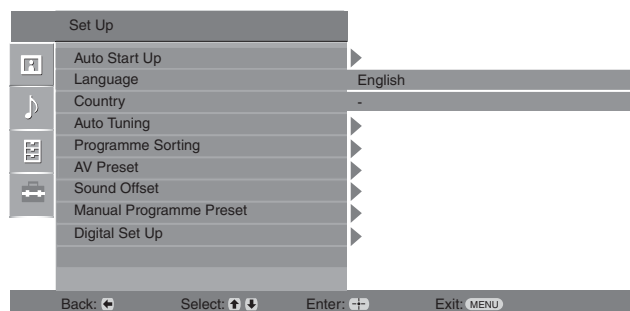 Set Up
Auto Start Up
Language English
Country -
Auto Tuning
Programme Sorting
AV Preset
Sound Offset
Manual Programme Preset
Digital Set Up
Back: Select: Enter: Exit: MENU